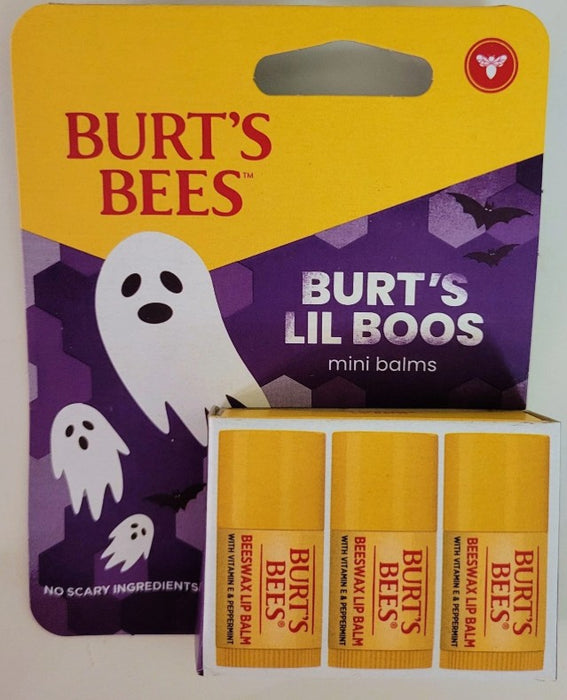 BURT'S
BEES™
BURT'S
LIL BOOS
mini balms
NO SCARY INGREDIENTS
BURT'S
BEES®
BEESWAX LIP BALM
WITH VITAMIN E & PEPPERMINT
BURT'S
BEES®
BEESWAX LIP BALM
WITH VITAMIN E & PEPPERMINT
BURT'S
BEES®
BEESWAX LIP BALM
WITH VITAMIN E & PEPPERMINT